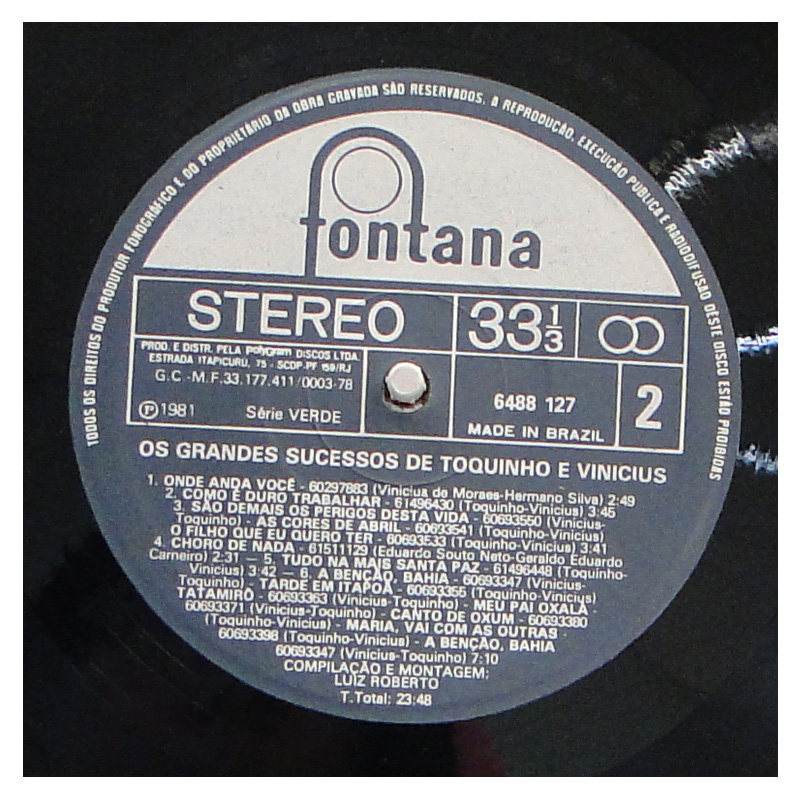 TODOS OS DIREITOS DO PRODUTOR FONOGRÁFICO E DO PROPRIETÁRIO DA OBRA GRAVADA SÃO RESERVADOS. A REPRODUÇÃO, EXECUÇÃO PÚBLICA E RADIODIFUSÃO DESTE DISCO ESTÃO PROIBIDAS
fontana
STEREO
33 1/3
PROD. E DISTR. PELA polyGram DISCOS LTDA.
ESTRADA ITAPICURU, 75 - SCDP-PF 159/RJ
G.C - M.F. 33.177.411/0003-78
℗ 1981 Série VERDE
6488 127
MADE IN BRAZIL
2
OS GRANDES SUCESSOS DE TOQUINHO E VINICIUS
1. ONDE ANDA VOCÊ - 60297883 (Vinicius de Moraes-Hermano Silva) 2:49
2. COMO É DURO TRABALHAR - 61496430 (Toquinho-Vinicius) 3:45
3. SÃO DEMAIS OS PERIGOS DESTA VIDA - 60693550 (Vinicius-
Toquinho) - AS CORES DE ABRIL - 60693541 (Toquinho-Vinicius)
O FILHO QUE EU QUERO TER - 60693533 (Toquinho-Vinicius) 3:41
4. CHORO DE NADA - 61511129 (Eduardo Souto Neto-Geraldo Eduardo
Carneiro) 2:31 — 5. TUDO NA MAIS SANTA PAZ - 61496448 (Toquinho-
Vinicius) 3:42 — 6. A BENÇÃO, BAHIA - 60693347 (Vinicius-
Toquinho) - TARDE EM ITAPOÃ - 60693355 (Toquinho-Vinicius)
TATAMIRÔ - 60693363 (Vinicius-Toquinho) - MEU PAI OXALÁ -
60693371 (Vinicius-Toquinho) - CANTO DE OXUM - 60693380
(Toquinho-Vinicius) - MARIA, VAI COM AS OUTRAS -
60693398 (Toquinho-Vinicius) - A BENÇÃO, BAHIA
60693347 (Vinicius-Toquinho) 7:10
COMPILAÇÃO E MONTAGEM:
LUIZ ROBERTO
T.Total: 23:48